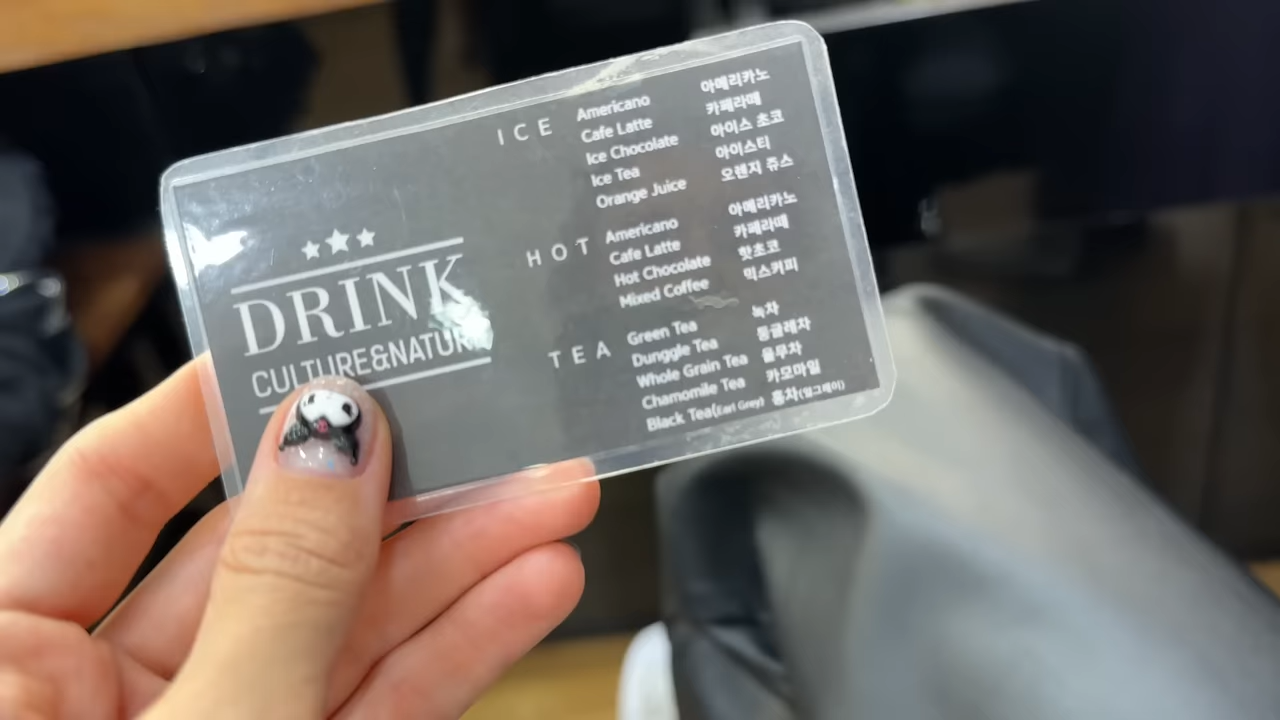 DRINK
CULTURE&NATURE
ICE
Americano 아메리카노
Cafe Latte 카페라떼
Ice Chocolate 아이스 초코
Ice Tea 아이스티
Orange Juice 오렌지 쥬스
HOT
Americano 아메리카노
Cafe Latte 카페라떼
Hot Chocolate 핫초코
Mixed Coffee 믹스커피
TEA
Green Tea 녹차
Dunggle Tea 둥글레차
Whole Grain Tea 율무차
Chamomile Tea 카모마일
Black Tea(Earl Grey) 홍차(얼그레이)